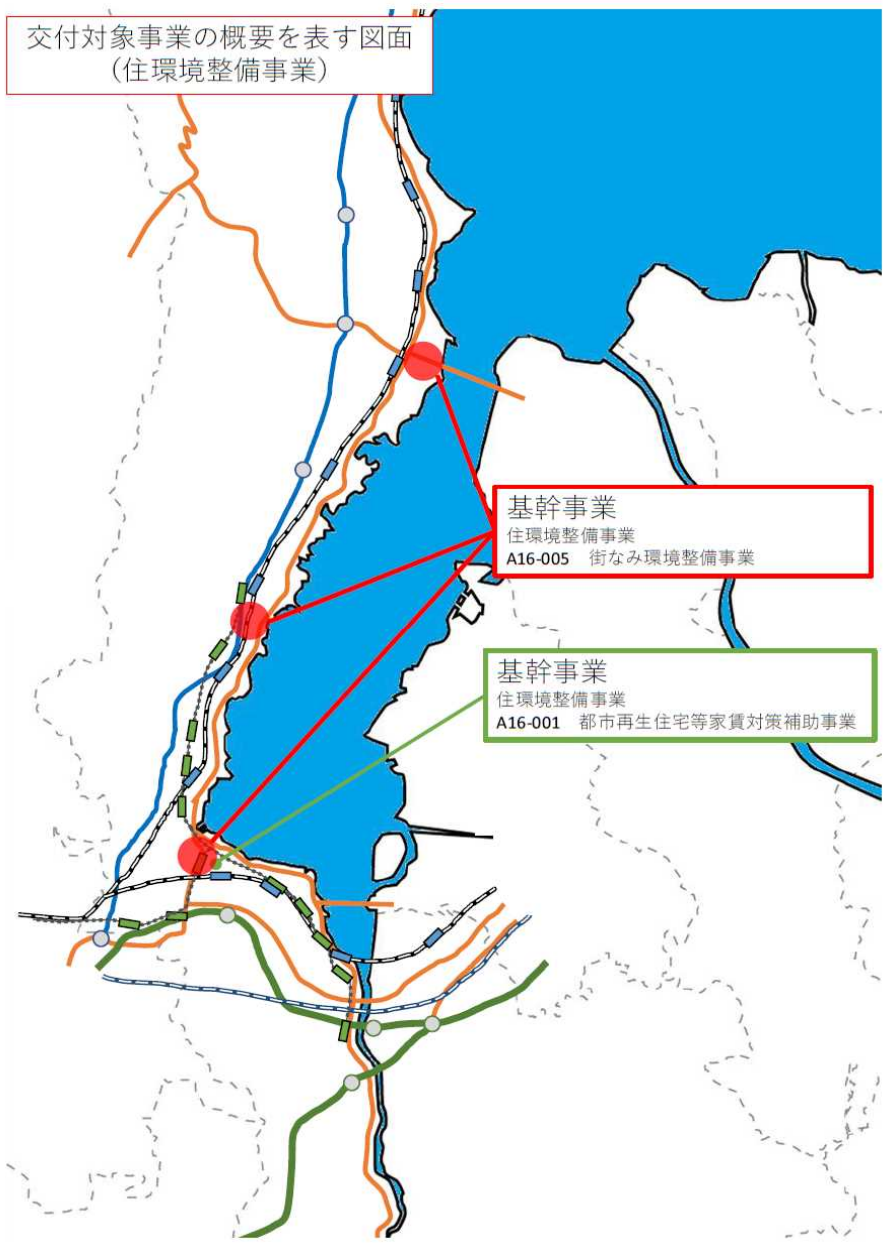 交付対象事業の概要を表す図面
(住環境整備事業)
基幹事業
住環境整備事業
A16-005 街なみ環境整備事業
基幹事業
住環境整備事業
A16-001 都市再生住宅等家賃対策補助事業